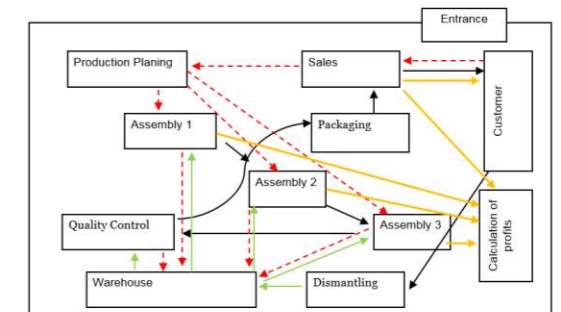 Entrance
Production Planing
Sales
Customer
Assembly 1
Packaging
Assembly 2
Calculation of
profits
Quality Control
Assembly 3
Warehouse
Dismantling